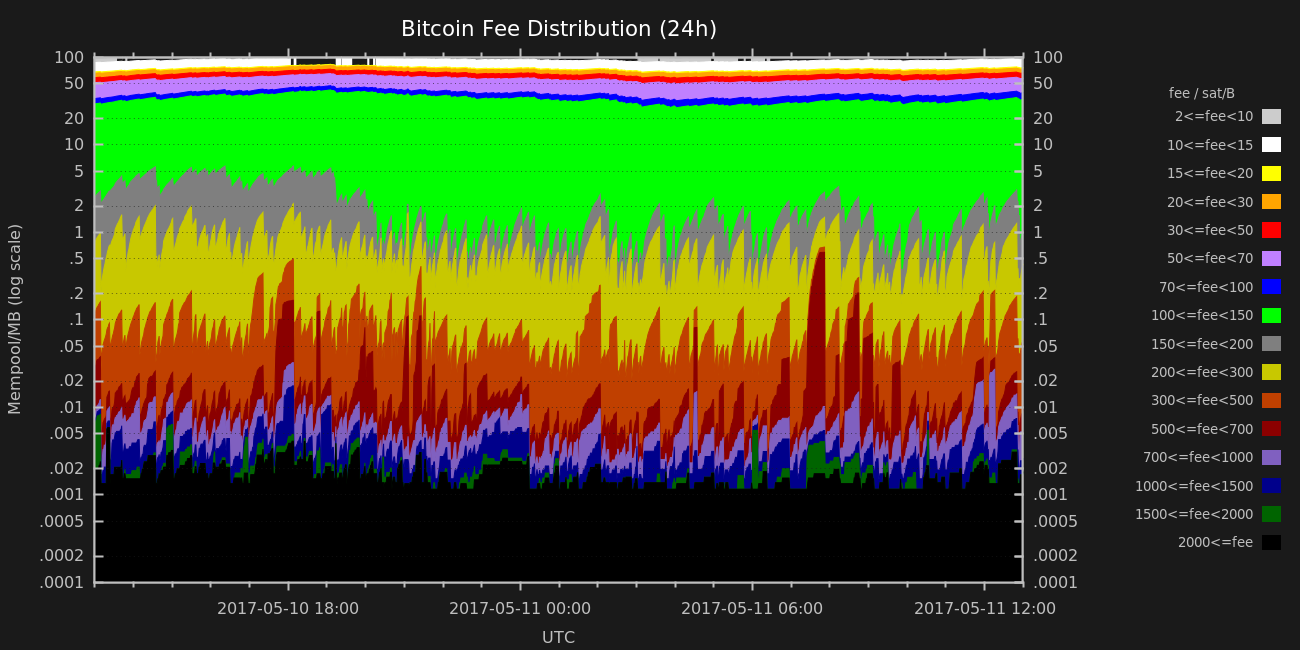 Bitcoin Fee Distribution (24h)
100
50
20
10
5
2
1
.5
.2
.1
.05
.02
.01
.005
.002
.001
.0005
.0002
.0001
Mempool/MB (log scale)
100
50
20
10
5
2
1
.5
.2
.1
.05
.02
.01
.005
.002
.001
.0005
.0002
.0001
2017-05-10 18:00
2017-05-11 00:00
2017-05-11 06:00
2017-05-11 12:00
UTC
fee / sat/B
2<=fee<10
10<=fee<15
15<=fee<20
20<=fee<30
30<=fee<50
50<=fee<70
70<=fee<100
100<=fee<150
150<=fee<200
200<=fee<300
300<=fee<500
500<=fee<700
700<=fee<1000
1000<=fee<1500
1500<=fee<2000
2000<=fee